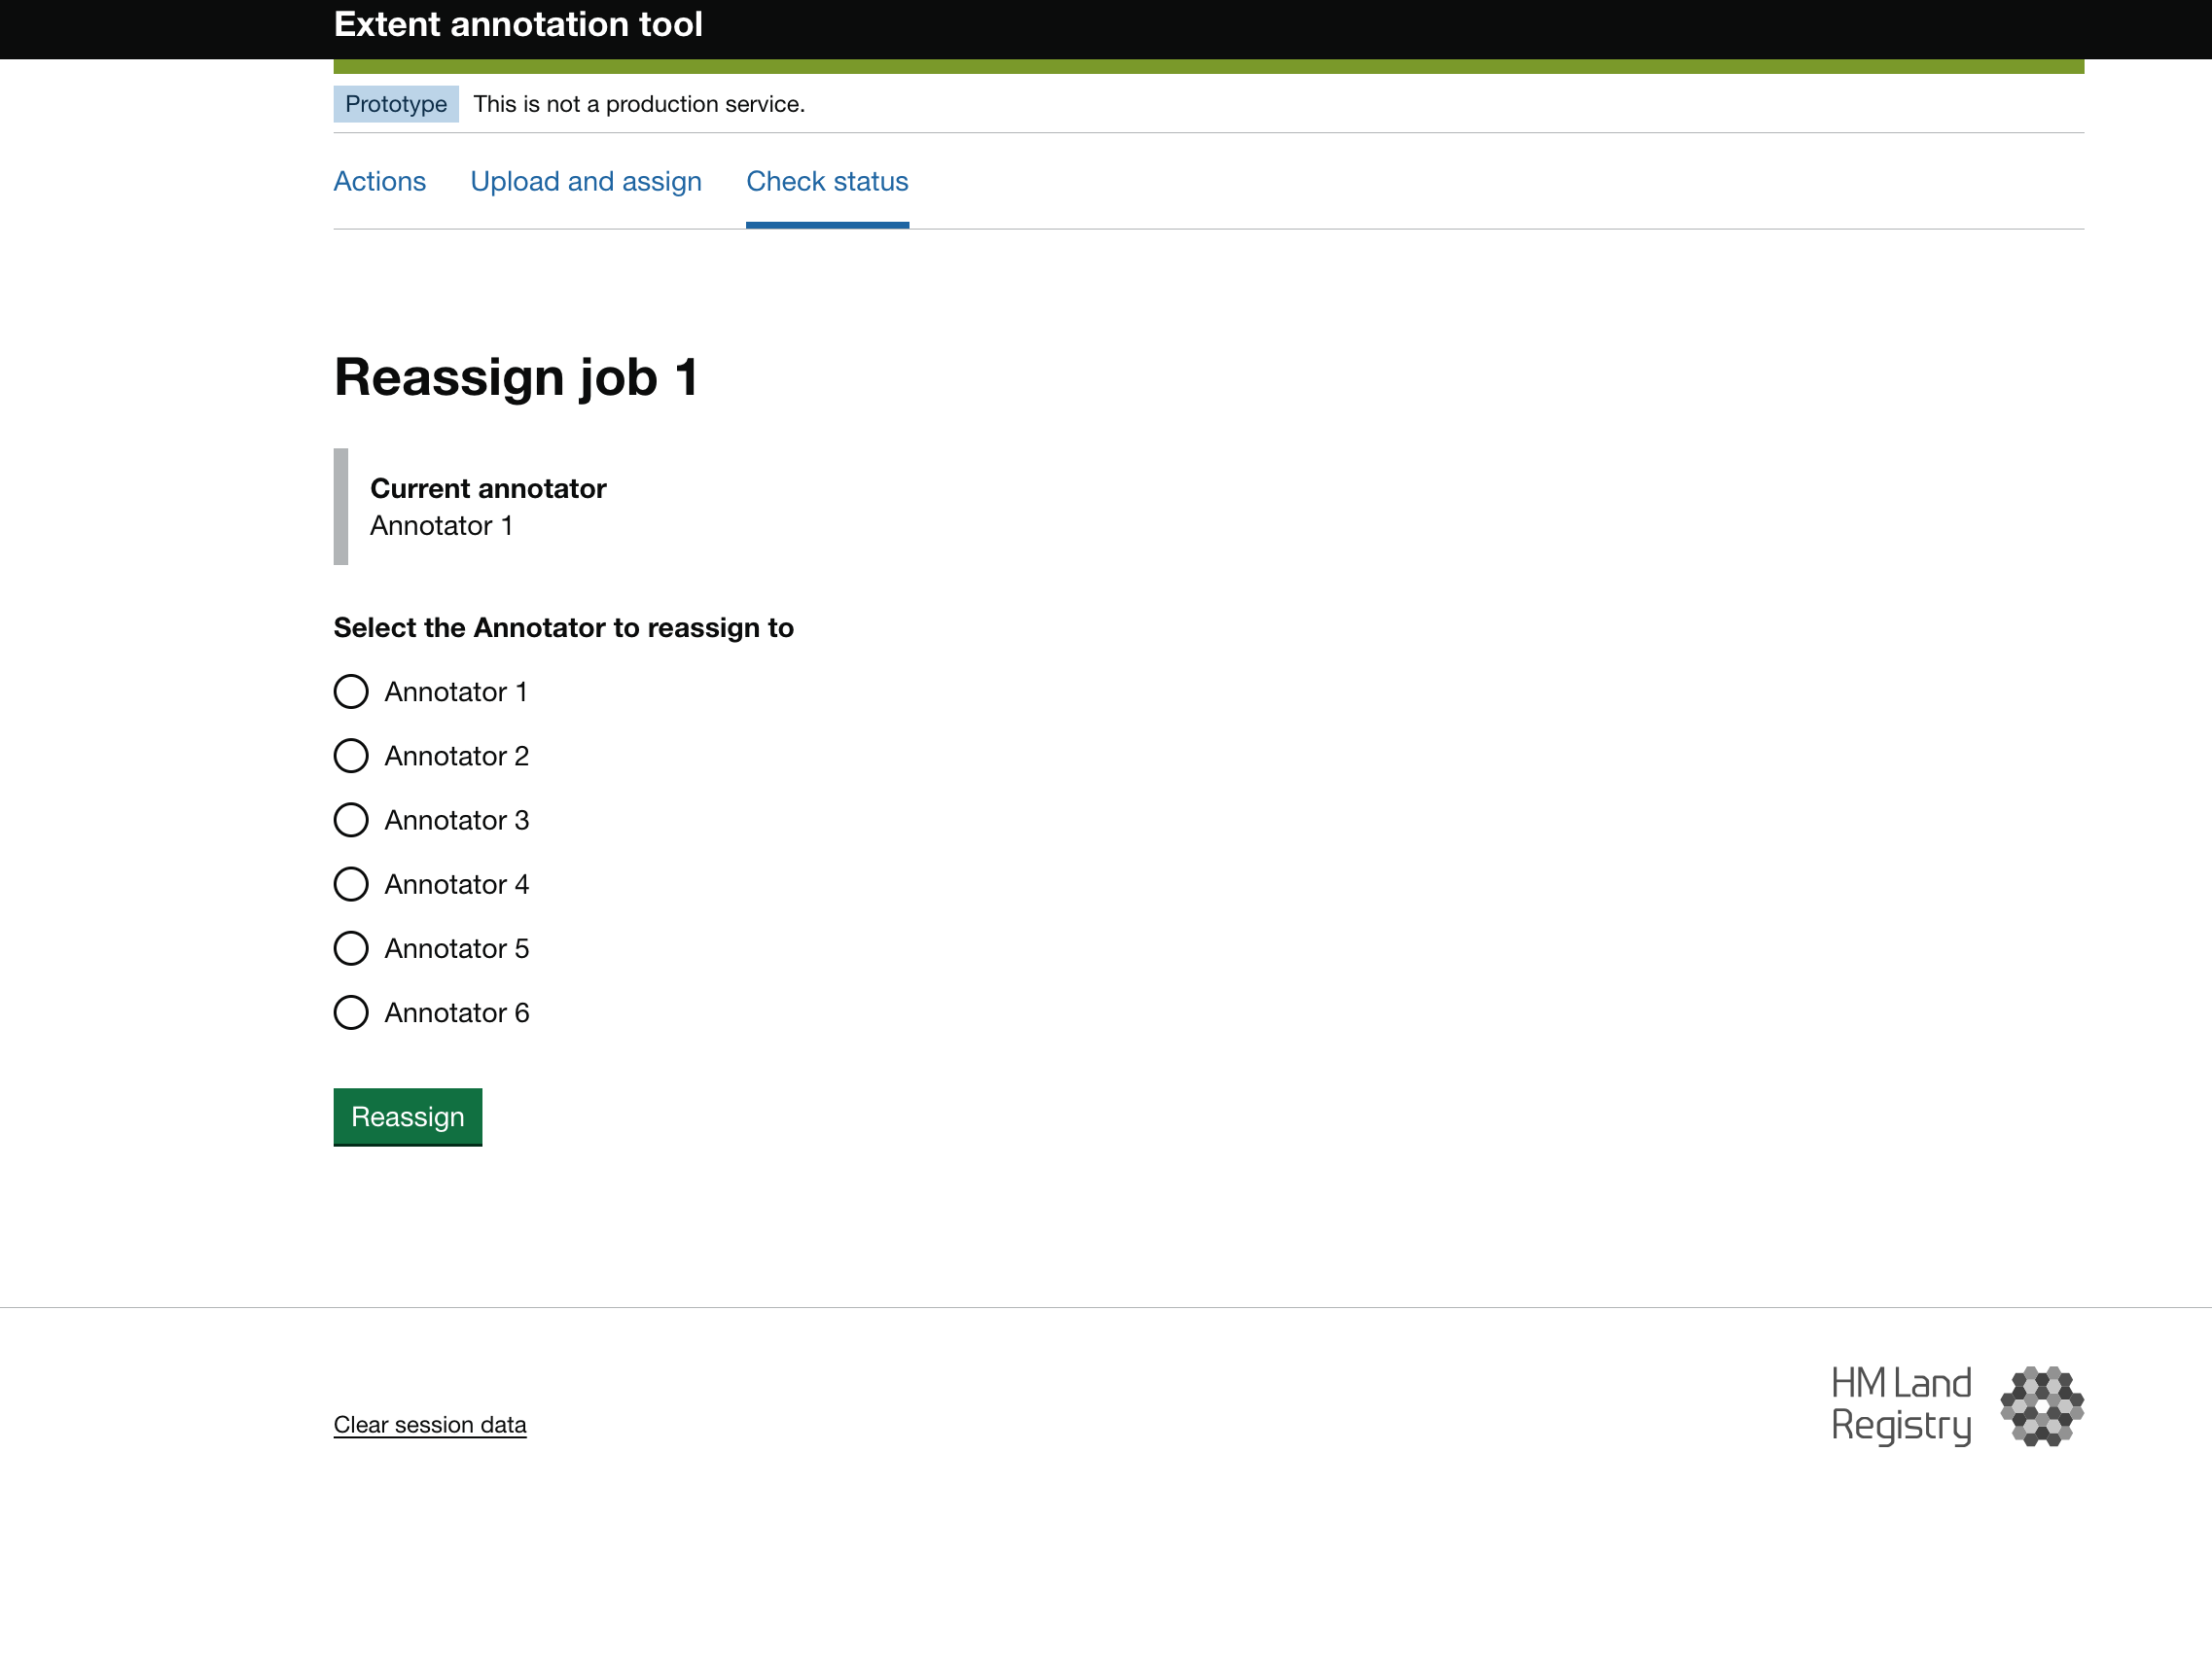 Extent annotation tool
Prototype This is not a production service.
Actions Upload and assign Check status
Reassign job 1
Current annotator
Annotator 1
Select the Annotator to reassign to
Annotator 1
Annotator 2
Annotator 3
Annotator 4
Annotator 5
Annotator 6
Reassign
Clear session data
HM Land
Registry